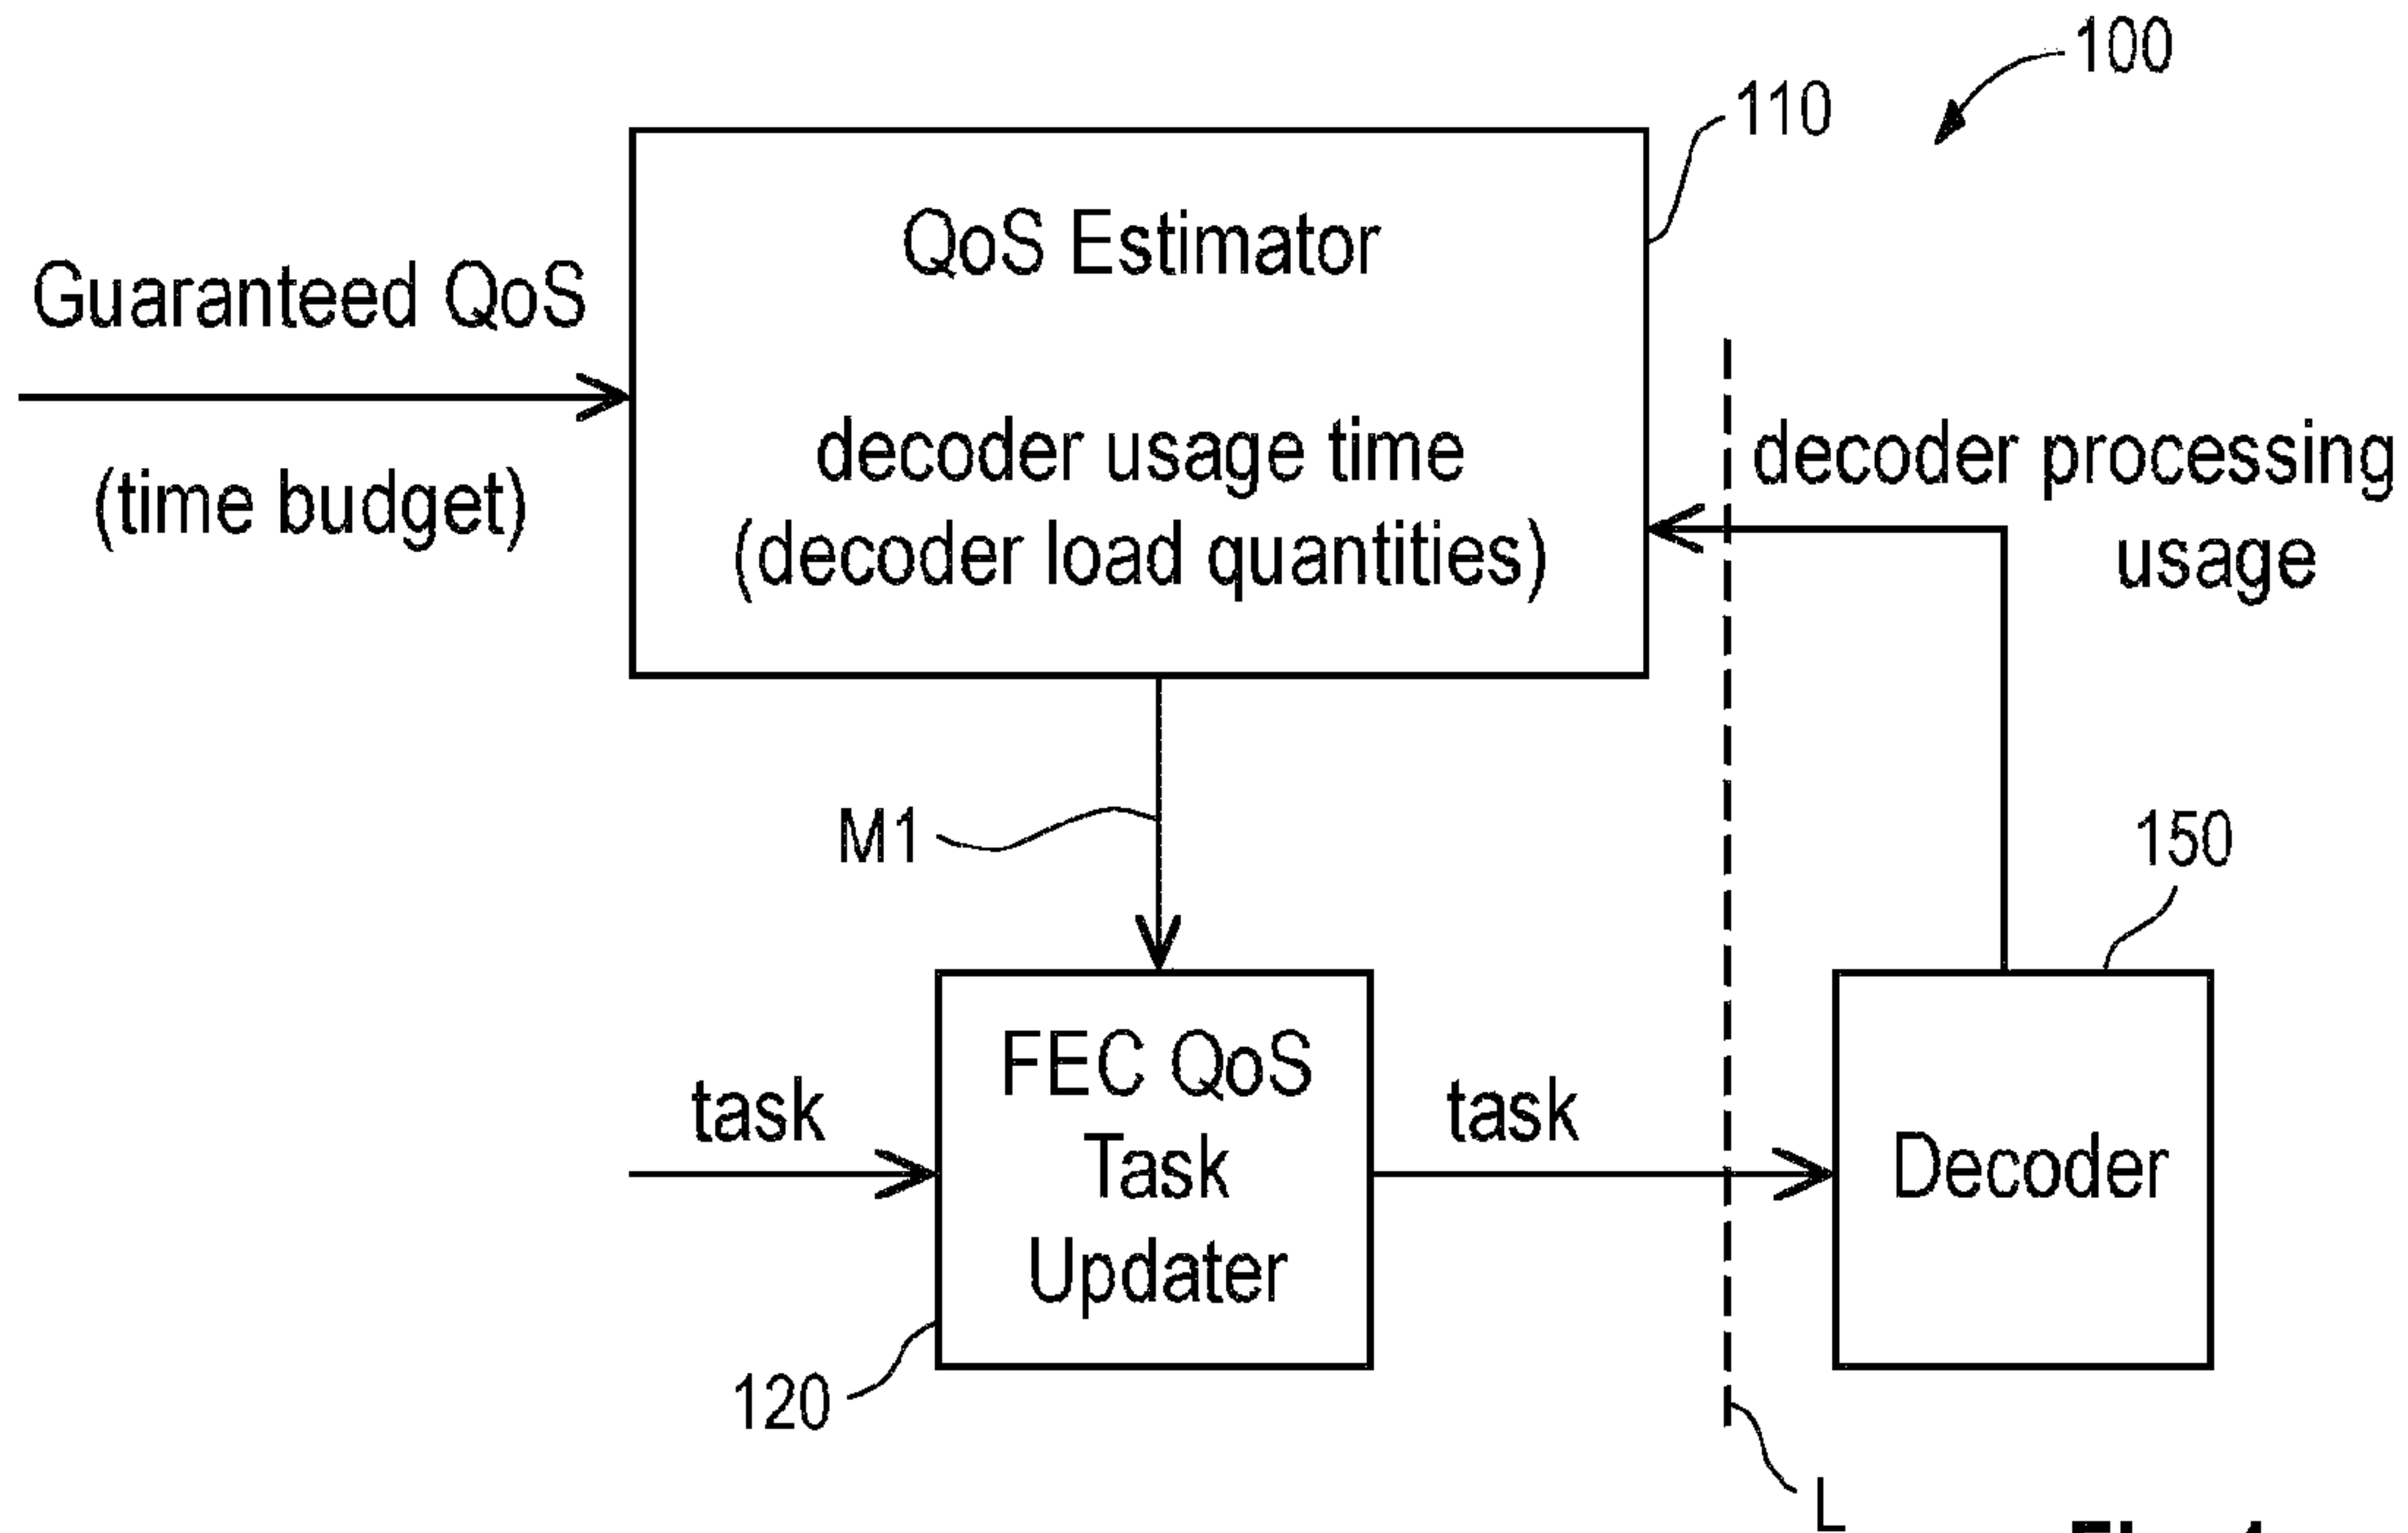 100
110
QoS Estimator
Guaranteed QoS
(time budget)
decoder usage time
(decoder load quantities)
decoder processing
usage
M1
150
FEC QoS
Task
Updater
task
task
Decoder
120
L